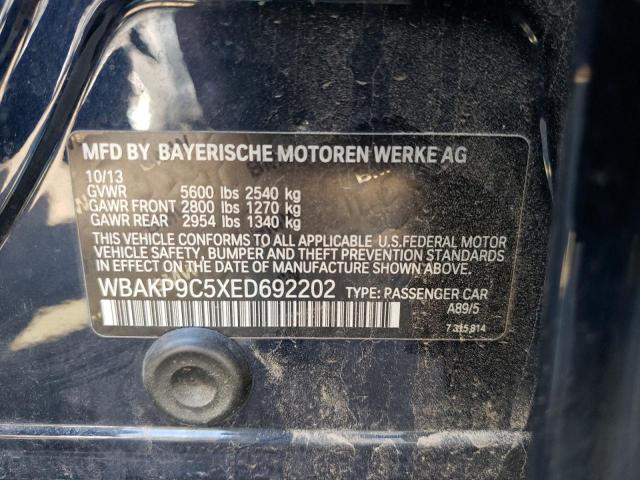 MFD BY BAYERISCHE MOTOREN WERKE AG
10/13
GVWR 5600 lbs 2540 kg
GAWR FRONT 2800 lbs 1270 kg
GAWR REAR 2954 lbs 1340 kg
THIS VEHICLE CONFORMS TO ALL APPLICABLE U.S.FEDERAL MOTOR
VEHICLE SAFETY, BUMPER AND THEFT PREVENTION STANDARDS
IN EFFECT ON THE DATE OF MANUFACTURE SHOWN ABOVE.
WBAKP9C5XED692202 TYPE: PASSENGER CAR
A89/5
7 315 814